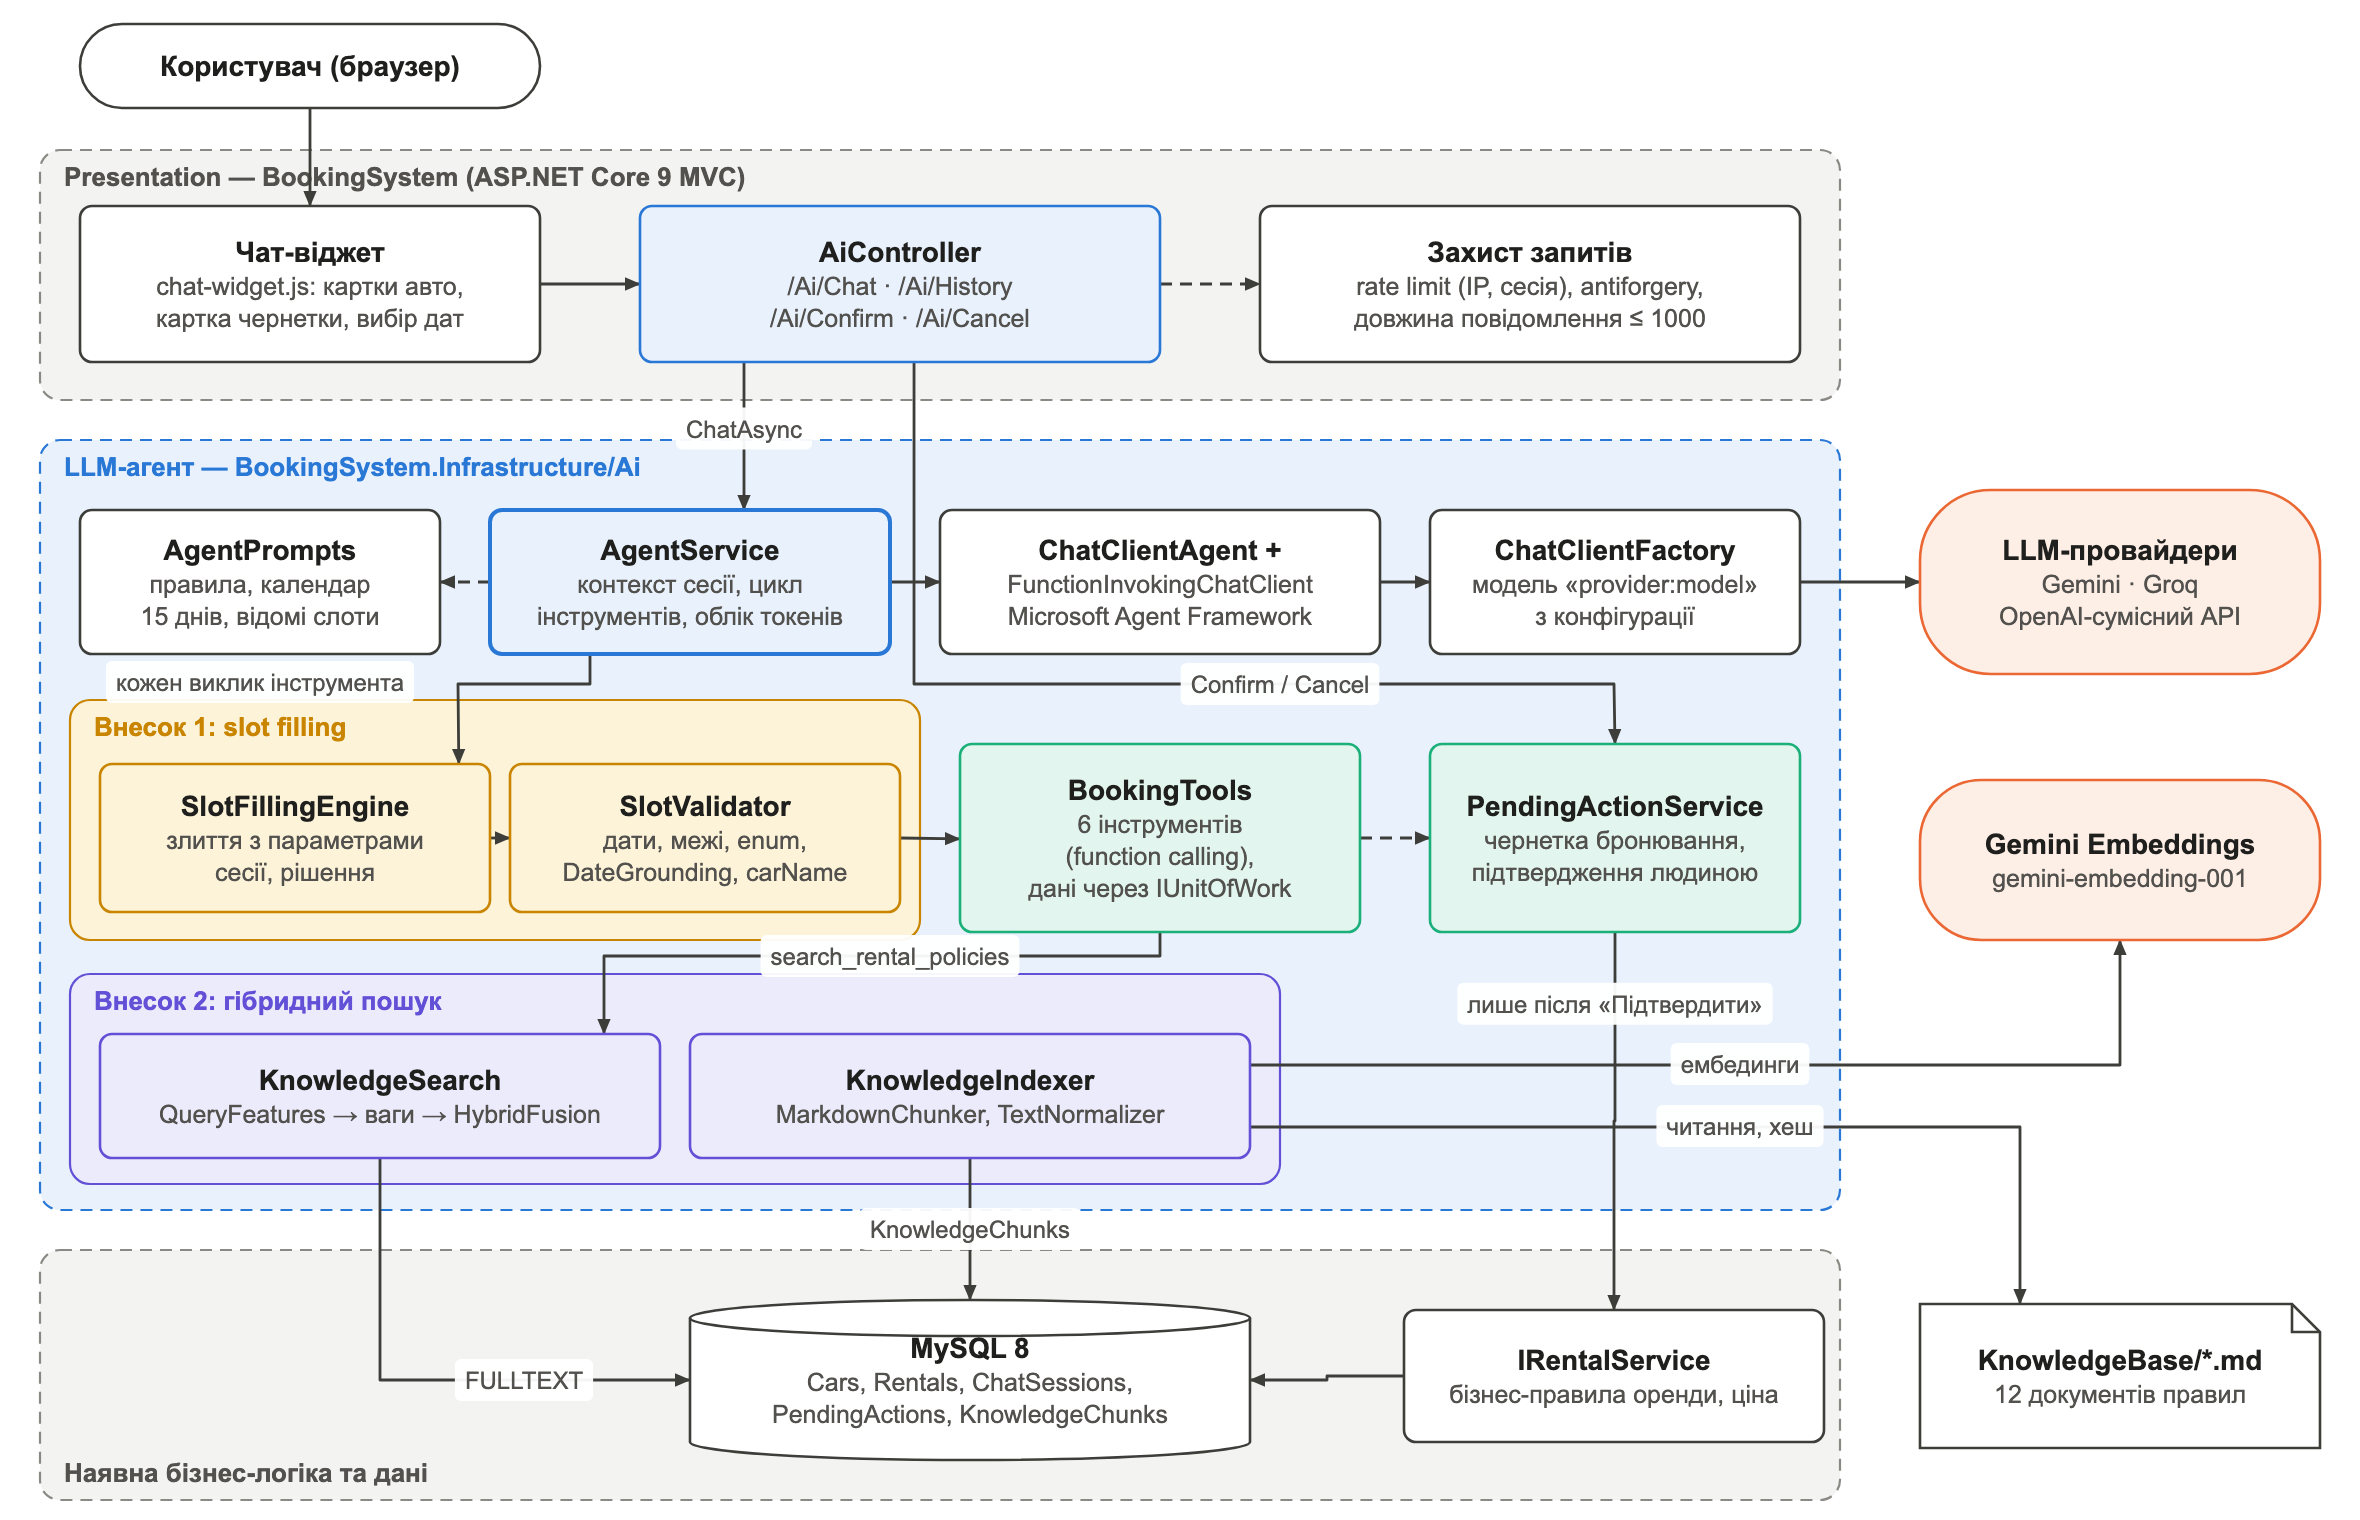 Користувач (браузер)
Presentation — BookingSystem (ASP.NET Core 9 MVC)
Чат-віджет
chat-widget.js: картки авто,
картка чернетки, вибір дат
AiController
/Ai/Chat · /Ai/History
/Ai/Confirm · /Ai/Cancel
Захист запитів
rate limit (IP, сесія), antiforgery,
довжина повідомлення ≤ 1000
ChatAsync
LLM-агент — BookingSystem.Infrastructure/Ai
AgentPrompts
правила, календар
15 днів, відомі слоти
AgentService
контекст сесії, цикл
інструментів, облік токенів
ChatClientAgent +
FunctionInvokingChatClient
Microsoft Agent Framework
ChatClientFactory
модель «provider:model»
з конфігурації
LLM-провайдери
Gemini · Groq
OpenAI-сумісний API
кожен виклик інструмента
Confirm / Cancel
Внесок 1: slot filling
SlotFillingEngine
злиття з параметрами
сесії, рішення
SlotValidator
дати, межі, enum,
DateGrounding, carName
BookingTools
6 інструментів
(function calling),
дані через IUnitOfWork
PendingActionService
чернетка бронювання,
підтвердження людиною
Gemini Embeddings
gemini-embedding-001
search_rental_policies
Внесок 2: гібридний пошук
лише після «Підтвердити»
KnowledgeSearch
QueryFeatures → ваги → HybridFusion
KnowledgeIndexer
MarkdownChunker, TextNormalizer
ембединги
читання, хеш
KnowledgeChunks
MySQL 8
Cars, Rentals, ChatSessions,
PendingActions, KnowledgeChunks
FULLTEXT
IRentalService
бізнес-правила оренди, ціна
KnowledgeBase/*.md
12 документів правил
Наявна бізнес-логіка та дані